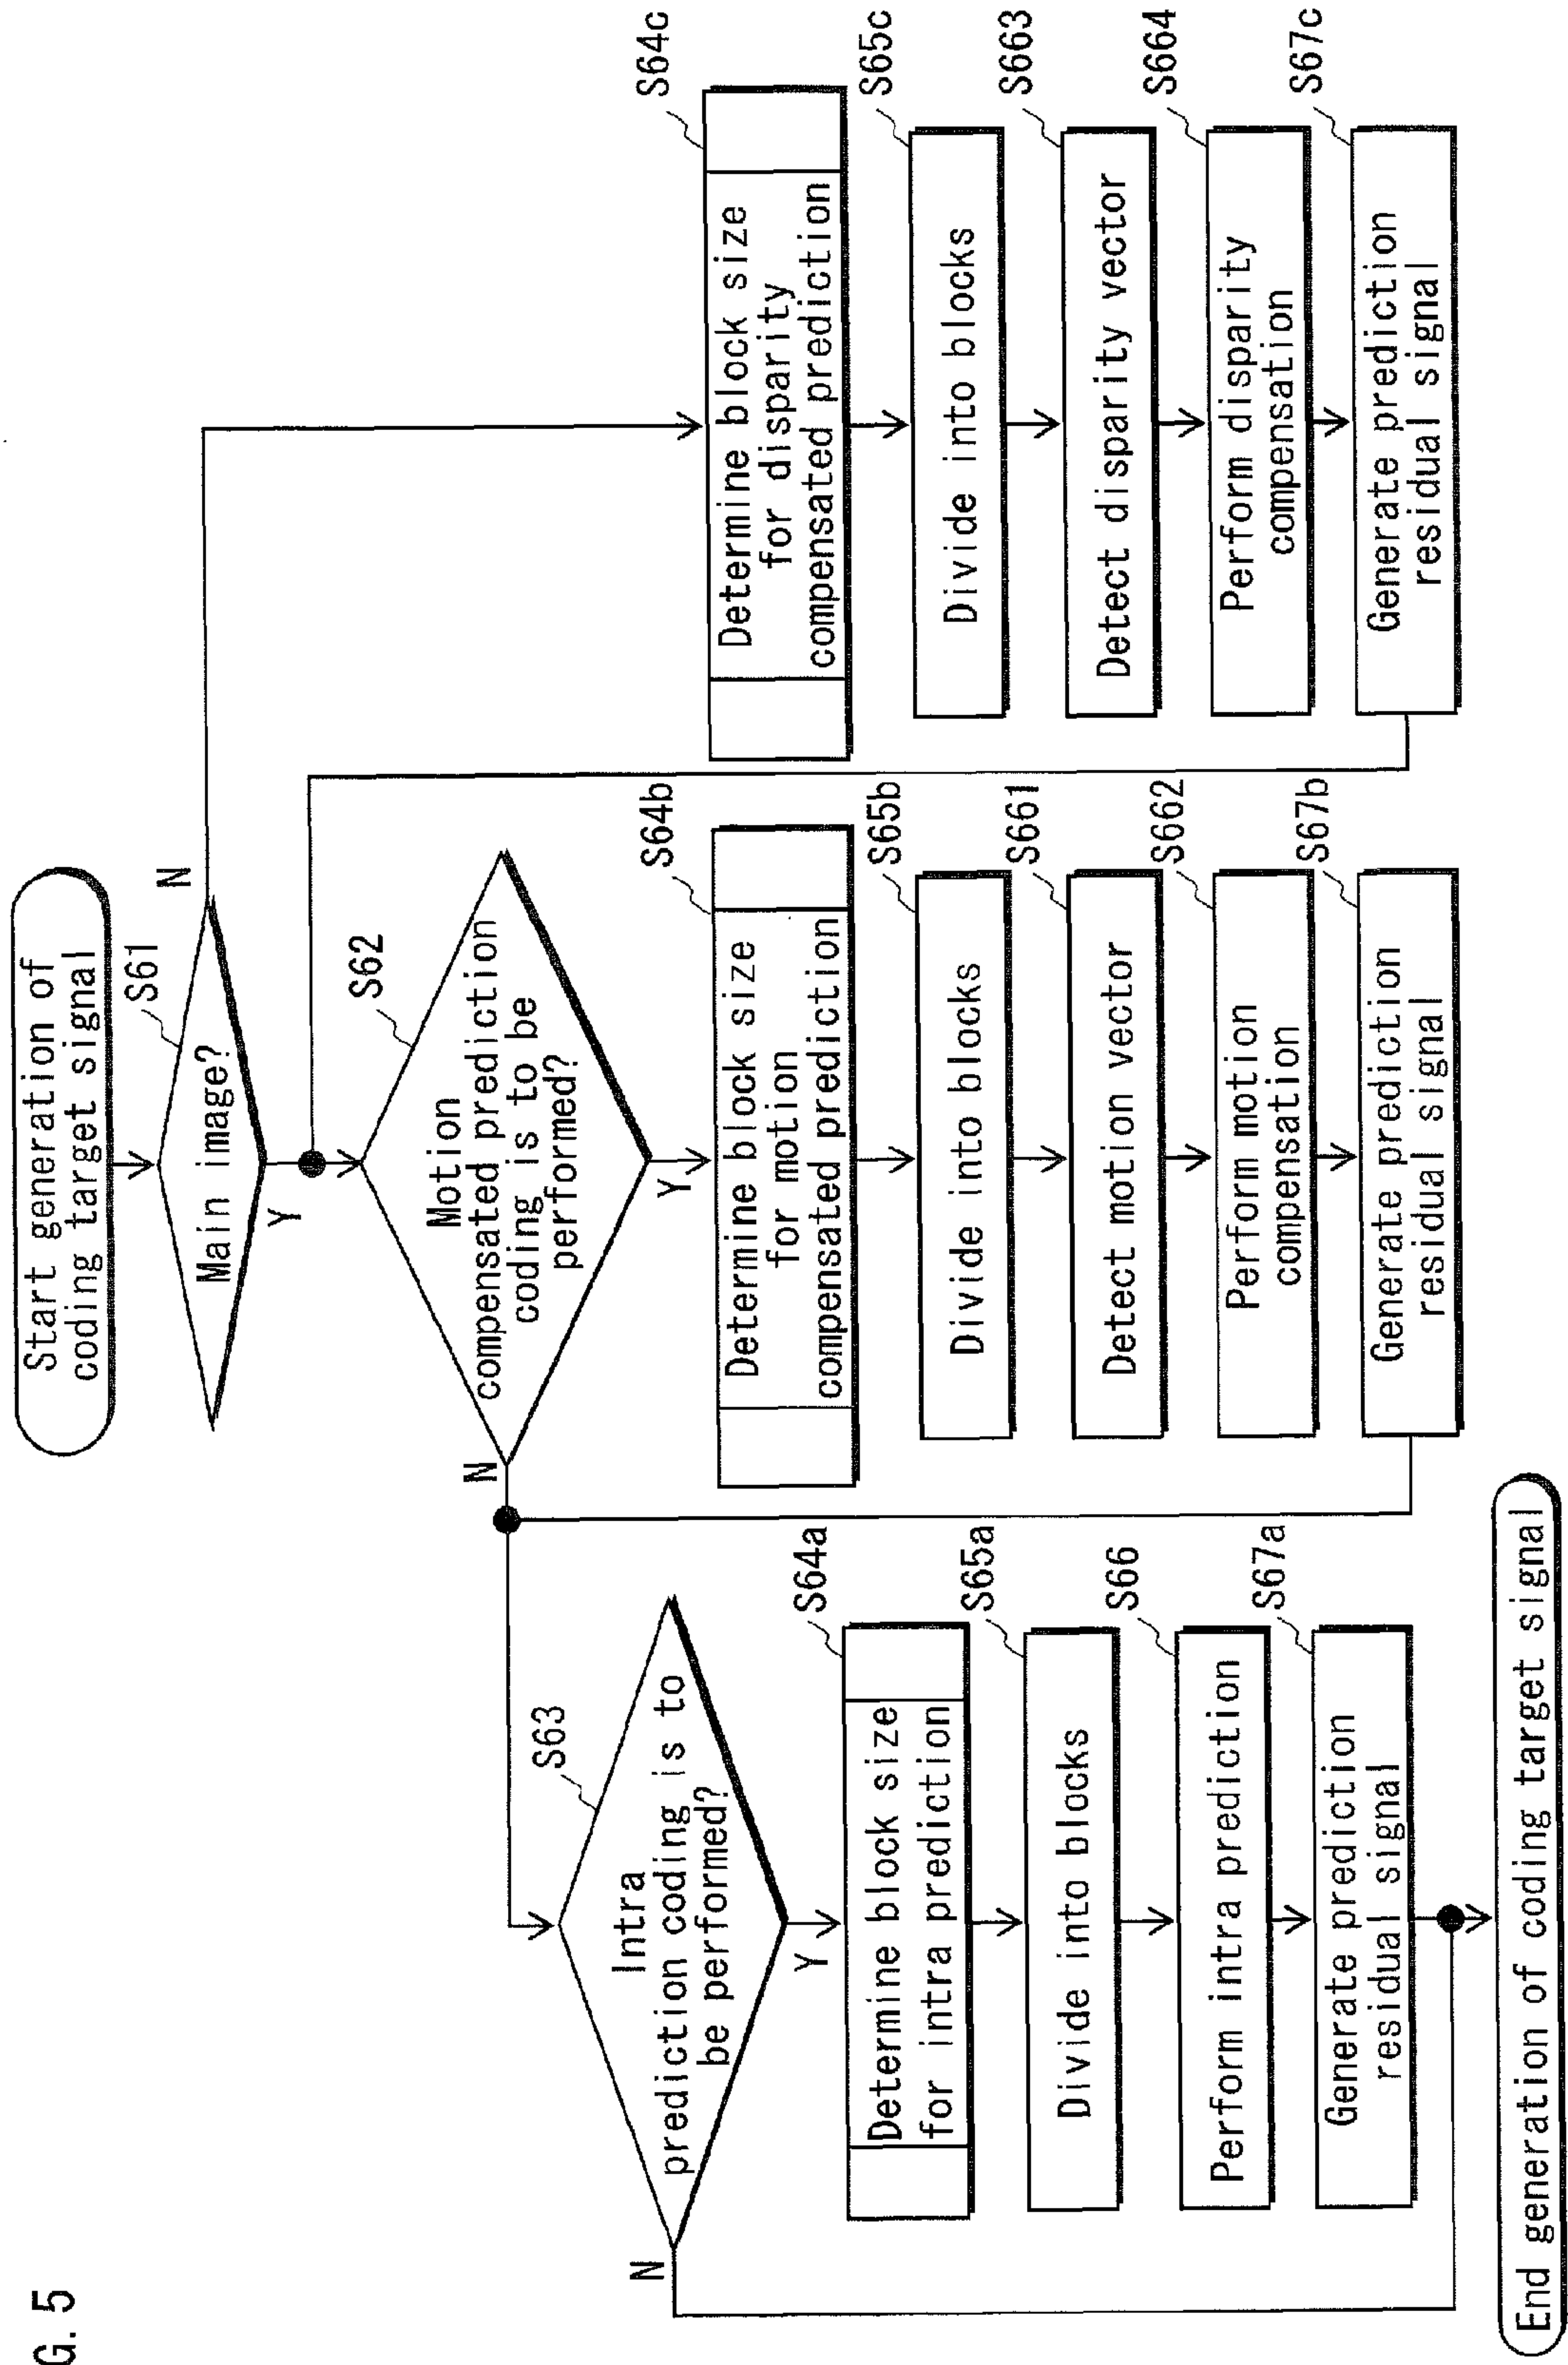 G. 5
Start generation of
coding target signal
S61
Main image?
N
Y
S62
Motion
compensated prediction
coding is to be
performed?
N
Y
S63
Intra
prediction coding is to
be performed?
N
Y
S64a
Determine block size
for intra prediction
S65a
Divide into blocks
S66
Perform intra prediction
S67a
Generate prediction
residual signal
S64b
Determine block size
for motion
compensated prediction
S65b
Divide into blocks
S661
Detect motion vector
S662
Perform motion
compensation
S67b
Generate prediction
residual signal
S64c
Determine block size
for disparity
compensated prediction
S65c
Divide into blocks
S663
Detect disparity vector
S664
Perform disparity
compensation
S67c
Generate prediction
residual signal
End generation of coding target signal